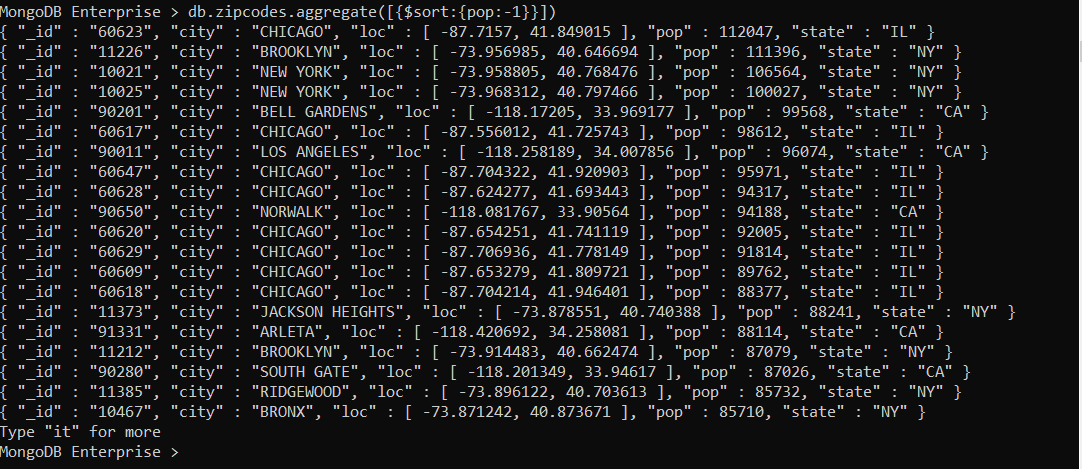 MongoDB Enterprise > db.zipcodes.aggregate([{$sort:{pop:-1}}])
{ "_id" : "60623", "city" : "CHICAGO", "loc" : [ -87.7157, 41.849015 ], "pop" : 112047, "state" : "IL" }
{ "_id" : "11226", "city" : "BROOKLYN", "loc" : [ -73.956985, 40.646694 ], "pop" : 111396, "state" : "NY" }
{ "_id" : "10021", "city" : "NEW YORK", "loc" : [ -73.958805, 40.768476 ], "pop" : 106564, "state" : "NY" }
{ "_id" : "10025", "city" : "NEW YORK", "loc" : [ -73.968312, 40.797466 ], "pop" : 100027, "state" : "NY" }
{ "_id" : "90201", "city" : "BELL GARDENS", "loc" : [ -118.17205, 33.969177 ], "pop" : 99568, "state" : "CA" }
{ "_id" : "60617", "city" : "CHICAGO", "loc" : [ -87.556012, 41.725743 ], "pop" : 98612, "state" : "IL" }
{ "_id" : "90011", "city" : "LOS ANGELES", "loc" : [ -118.258189, 34.007856 ], "pop" : 96074, "state" : "CA" }
{ "_id" : "60647", "city" : "CHICAGO", "loc" : [ -87.704322, 41.920903 ], "pop" : 95971, "state" : "IL" }
{ "_id" : "60628", "city" : "CHICAGO", "loc" : [ -87.624277, 41.693443 ], "pop" : 94317, "state" : "IL" }
{ "_id" : "90650", "city" : "NORWALK", "loc" : [ -118.081767, 33.90564 ], "pop" : 94188, "state" : "CA" }
{ "_id" : "60620", "city" : "CHICAGO", "loc" : [ -87.654251, 41.741119 ], "pop" : 92005, "state" : "IL" }
{ "_id" : "60629", "city" : "CHICAGO", "loc" : [ -87.706936, 41.778149 ], "pop" : 91814, "state" : "IL" }
{ "_id" : "60609", "city" : "CHICAGO", "loc" : [ -87.653279, 41.809721 ], "pop" : 89762, "state" : "IL" }
{ "_id" : "60618", "city" : "CHICAGO", "loc" : [ -87.704214, 41.946401 ], "pop" : 88377, "state" : "IL" }
{ "_id" : "11373", "city" : "JACKSON HEIGHTS", "loc" : [ -73.878551, 40.740388 ], "pop" : 88241, "state" : "NY" }
{ "_id" : "91331", "city" : "ARLETA", "loc" : [ -118.420692, 34.258081 ], "pop" : 88114, "state" : "CA" }
{ "_id" : "11212", "city" : "BROOKLYN", "loc" : [ -73.914483, 40.662474 ], "pop" : 87079, "state" : "NY" }
{ "_id" : "90280", "city" : "SOUTH GATE", "loc" : [ -118.201349, 33.94617 ], "pop" : 87026, "state" : "CA" }
{ "_id" : "11385", "city" : "RIDGEWOOD", "loc" : [ -73.896122, 40.703613 ], "pop" : 85732, "state" : "NY" }
{ "_id" : "10467", "city" : "BRONX", "loc" : [ -73.871242, 40.873671 ], "pop" : 85710, "state" : "NY" }
Type "it" for more
MongoDB Enterprise >